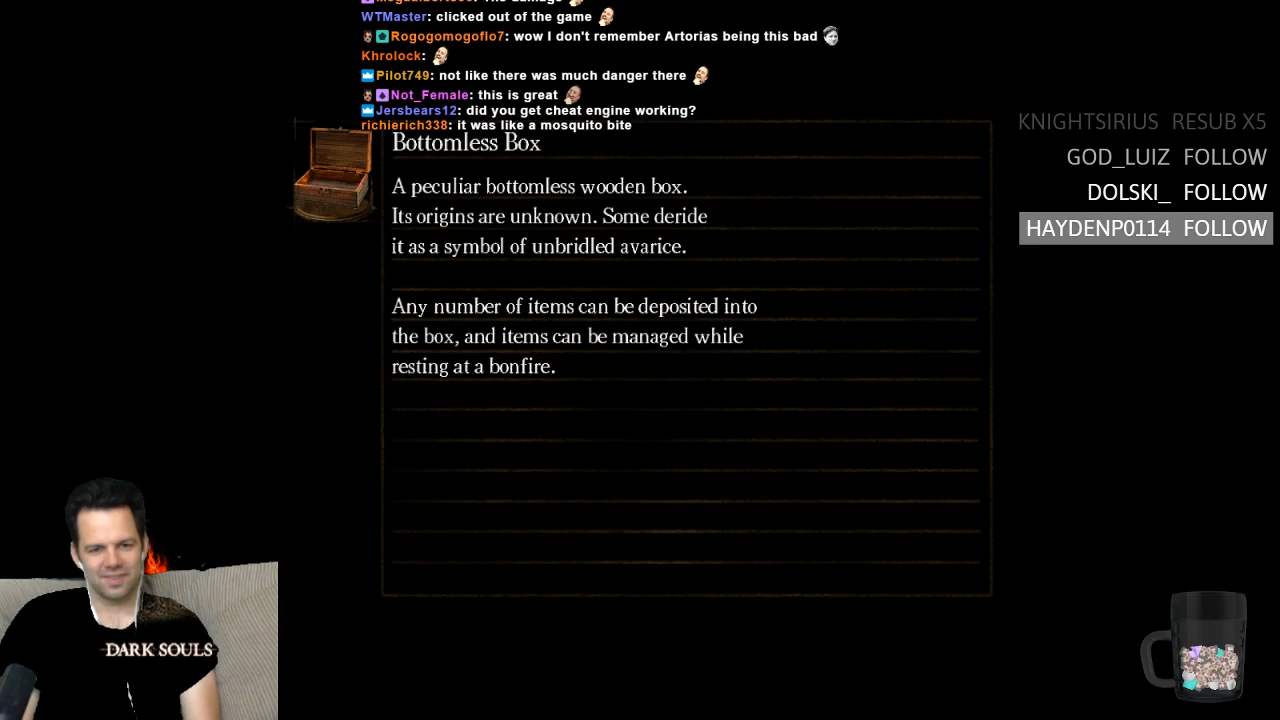 WTMaster: clicked out of the game
Rogogomogoflo7: wow I don't remember Artorias being this bad
Khrolock:
Pilot749: not like there was much danger there
Not_Female: this is great
Jersbears12: did you get cheat engine working?
richierich338: it was like a mosquito bite
KNIGHTSIRIUS RESUB X5
GOD_LUIZ FOLLOW
DOLSKI_ FOLLOW
HAYDENP0114 FOLLOW
Bottomless Box
A peculiar bottomless wooden box.
Its origins are unknown. Some deride
it as a symbol of unbridled avarice.
Any number of items can be deposited into
the box, and items can be managed while
resting at a bonfire.
DARK SOULS